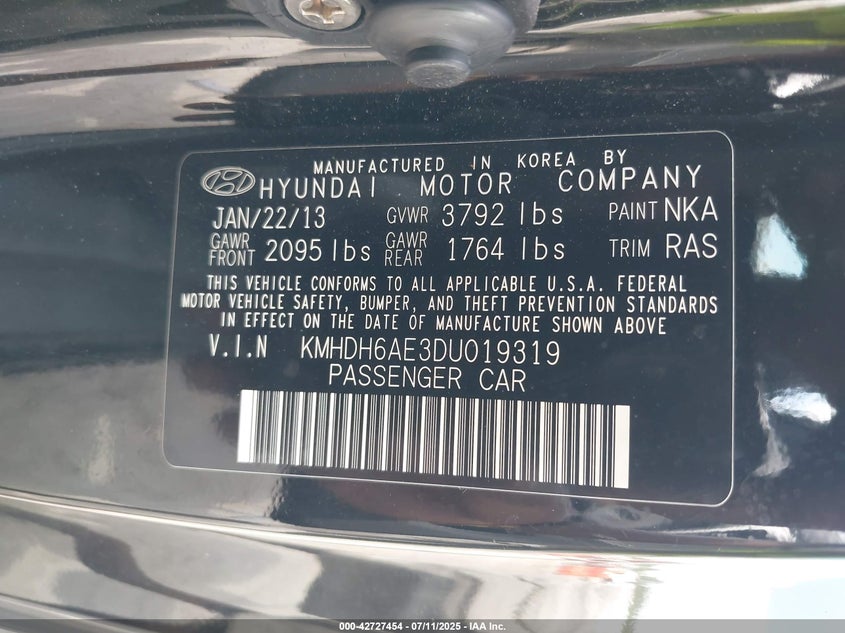 MANUFACTURED IN KOREA BY
HYUNDAI MOTOR COMPANY
JAN/22/13 GVWR 3792 lbs PAINT NKA
GAWR FRONT 2095 lbs GAWR REAR 1764 lbs TRIM RAS
THIS VEHICLE CONFORMS TO ALL APPLICABLE U.S.A. FEDERAL
MOTOR VEHICLE SAFETY, BUMPER, AND THEFT PREVENTION STANDARDS
IN EFFECT ON THE DATE OF MANUFACTURE SHOWN ABOVE
V.I.N KMHDH6AE3DU019319
PASSENGER CAR
000-42727454 - 07/11/2025 - IAA Inc.